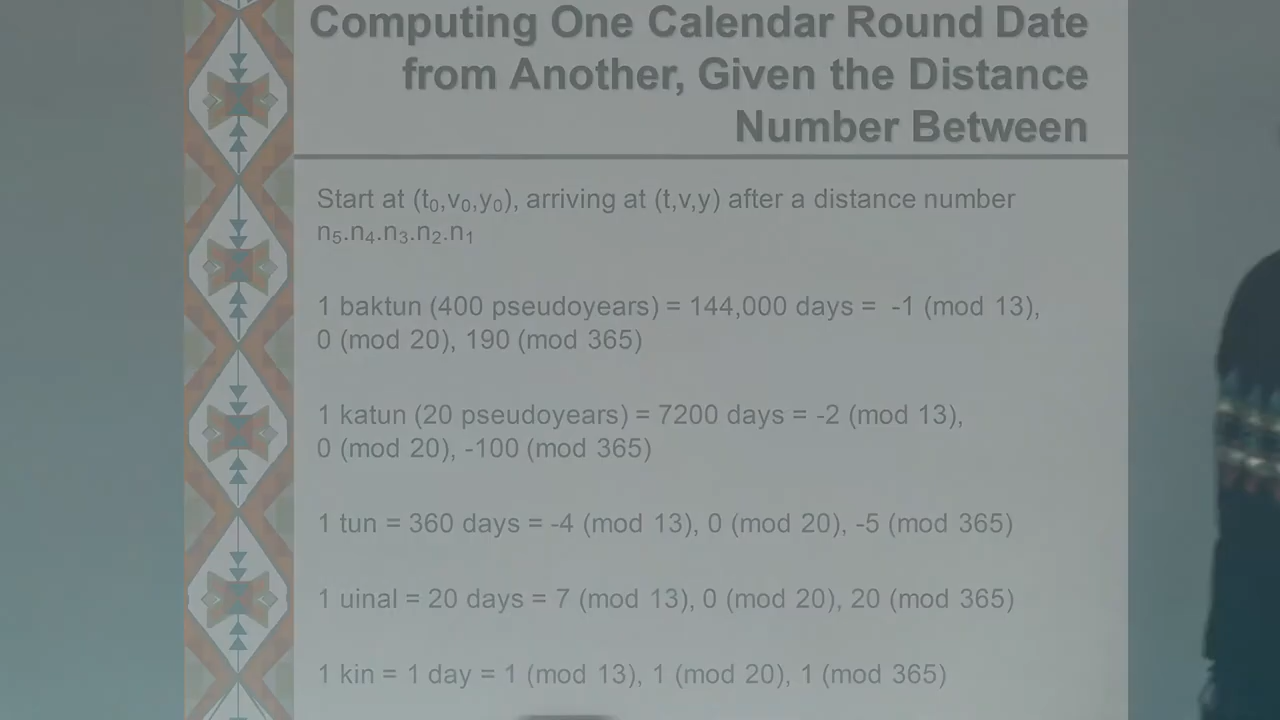 Computing One Calendar Round Date
from Another, Given the Distance
Number Between
Start at (t₀,v₀,y₀), arriving at (t,v,y) after a distance number
n₅.n₄.n₃.n₂.n₁
1 baktun (400 pseudoyears) = 144,000 days = -1 (mod 13),
0 (mod 20), 190 (mod 365)
1 katun (20 pseudoyears) = 7200 days = -2 (mod 13),
0 (mod 20), -100 (mod 365)
1 tun = 360 days = -4 (mod 13), 0 (mod 20), -5 (mod 365)
1 uinal = 20 days = 7 (mod 13), 0 (mod 20), 20 (mod 365)
1 kin = 1 day = 1 (mod 13), 1 (mod 20), 1 (mod 365)